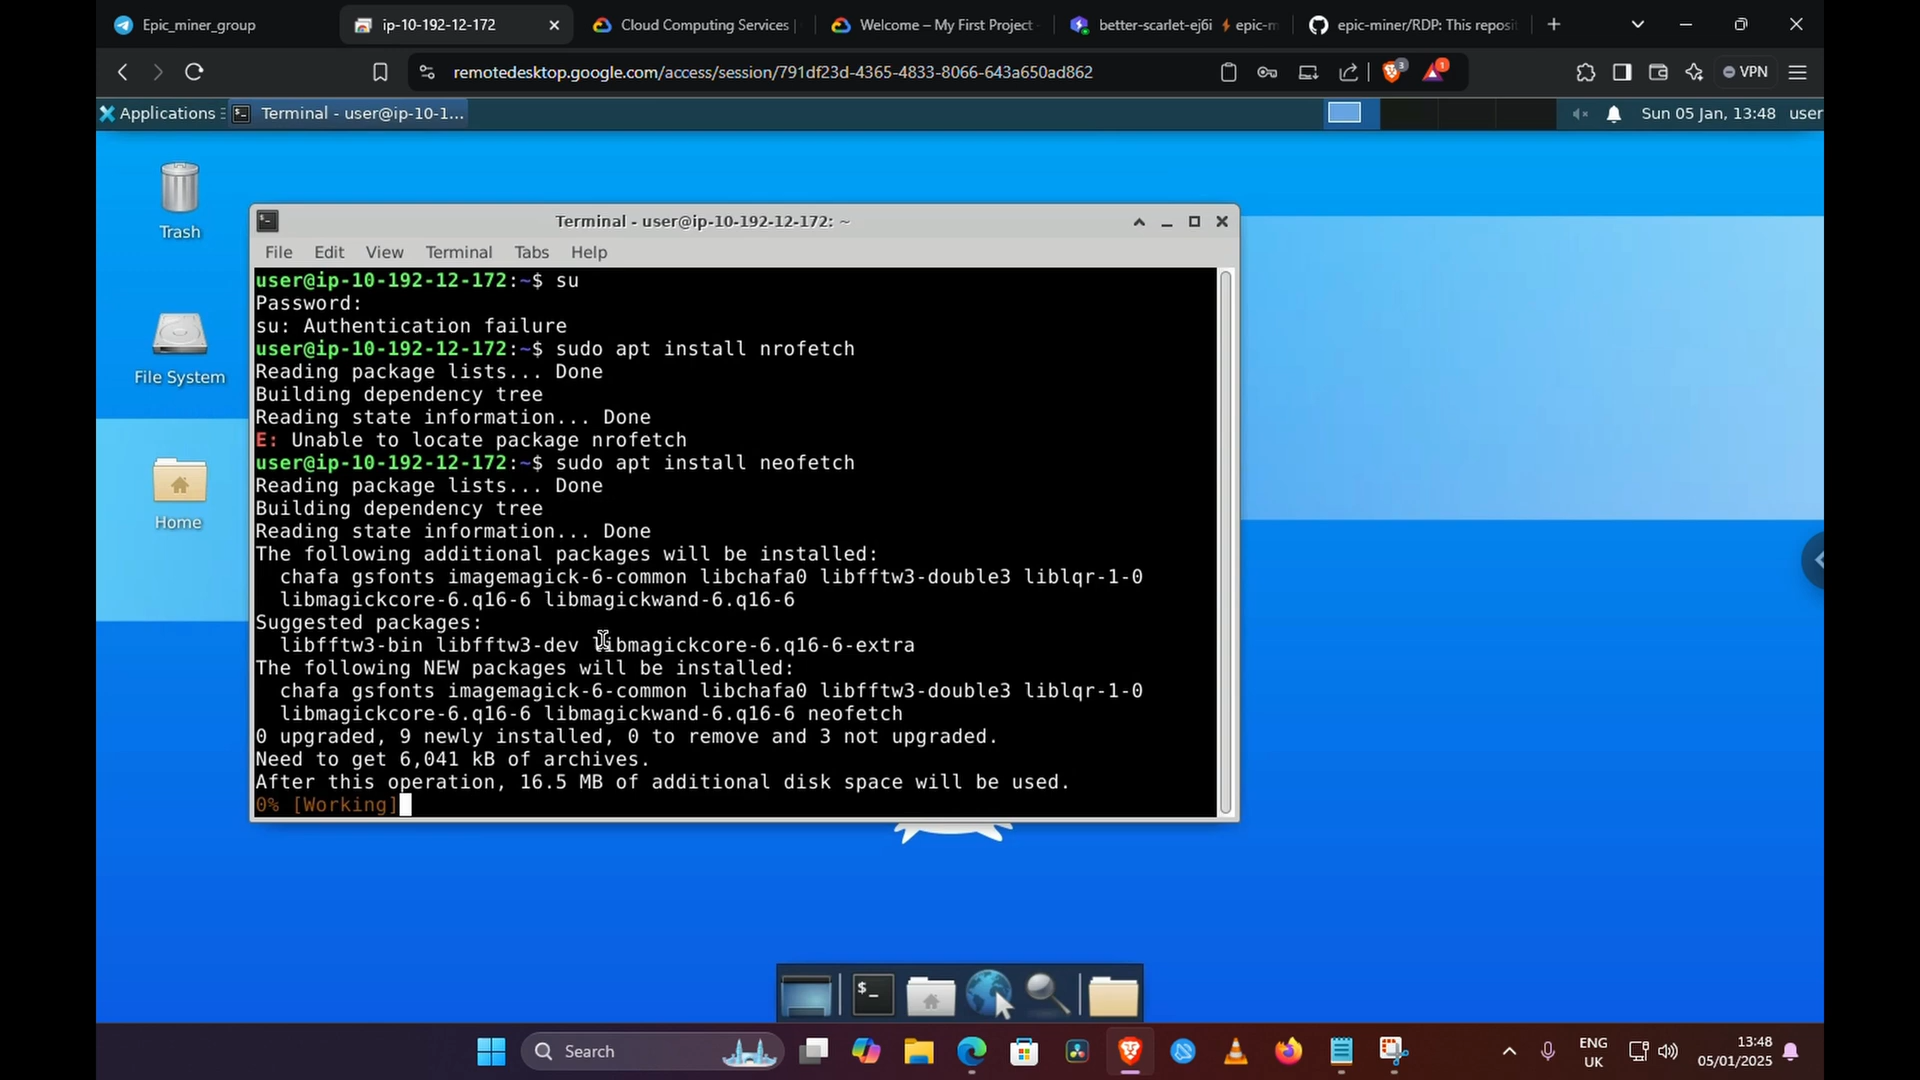 Epic_miner_group
ip-10-192-12-172
Cloud Computing Services |
Welcome – My First Project
better-scarlet-ej6i
epic-m
epic-miner/RDP: This reposit
remotedesktop.google.com/access/session/791df23d-4365-4833-8066-643a650ad862
3
1
VPN
Applications
Terminal - user@ip-10-1...
Sun 05 Jan, 13:48
user
Trash
File System
Home
Terminal - user@ip-10-192-12-172: ~
File Edit View Terminal Tabs Help
user@ip-10-192-12-172:~$ su
Password:
su: Authentication failure
user@ip-10-192-12-172:~$ sudo apt install nrofetch
Reading package lists... Done
Building dependency tree
Reading state information... Done
E: Unable to locate package nrofetch
user@ip-10-192-12-172:~$ sudo apt install neofetch
Reading package lists... Done
Building dependency tree
Reading state information... Done
The following additional packages will be installed:
chafa gsfonts imagemagick-6-common libchafa0 libfftw3-double3 liblqr-1-0
libmagickcore-6.q16-6 libmagickwand-6.q16-6
Suggested packages:
libfftw3-bin libfftw3-dev libmagickcore-6.q16-6-extra
The following NEW packages will be installed:
chafa gsfonts imagemagick-6-common libchafa0 libfftw3-double3 liblqr-1-0
libmagickcore-6.q16-6 libmagickwand-6.q16-6 neofetch
0 upgraded, 9 newly installed, 0 to remove and 3 not upgraded.
Need to get 6,041 kB of archives.
After this operation, 16.5 MB of additional disk space will be used.
0% [Working]
$_
Search
ENG
UK
13:48
05/01/2025